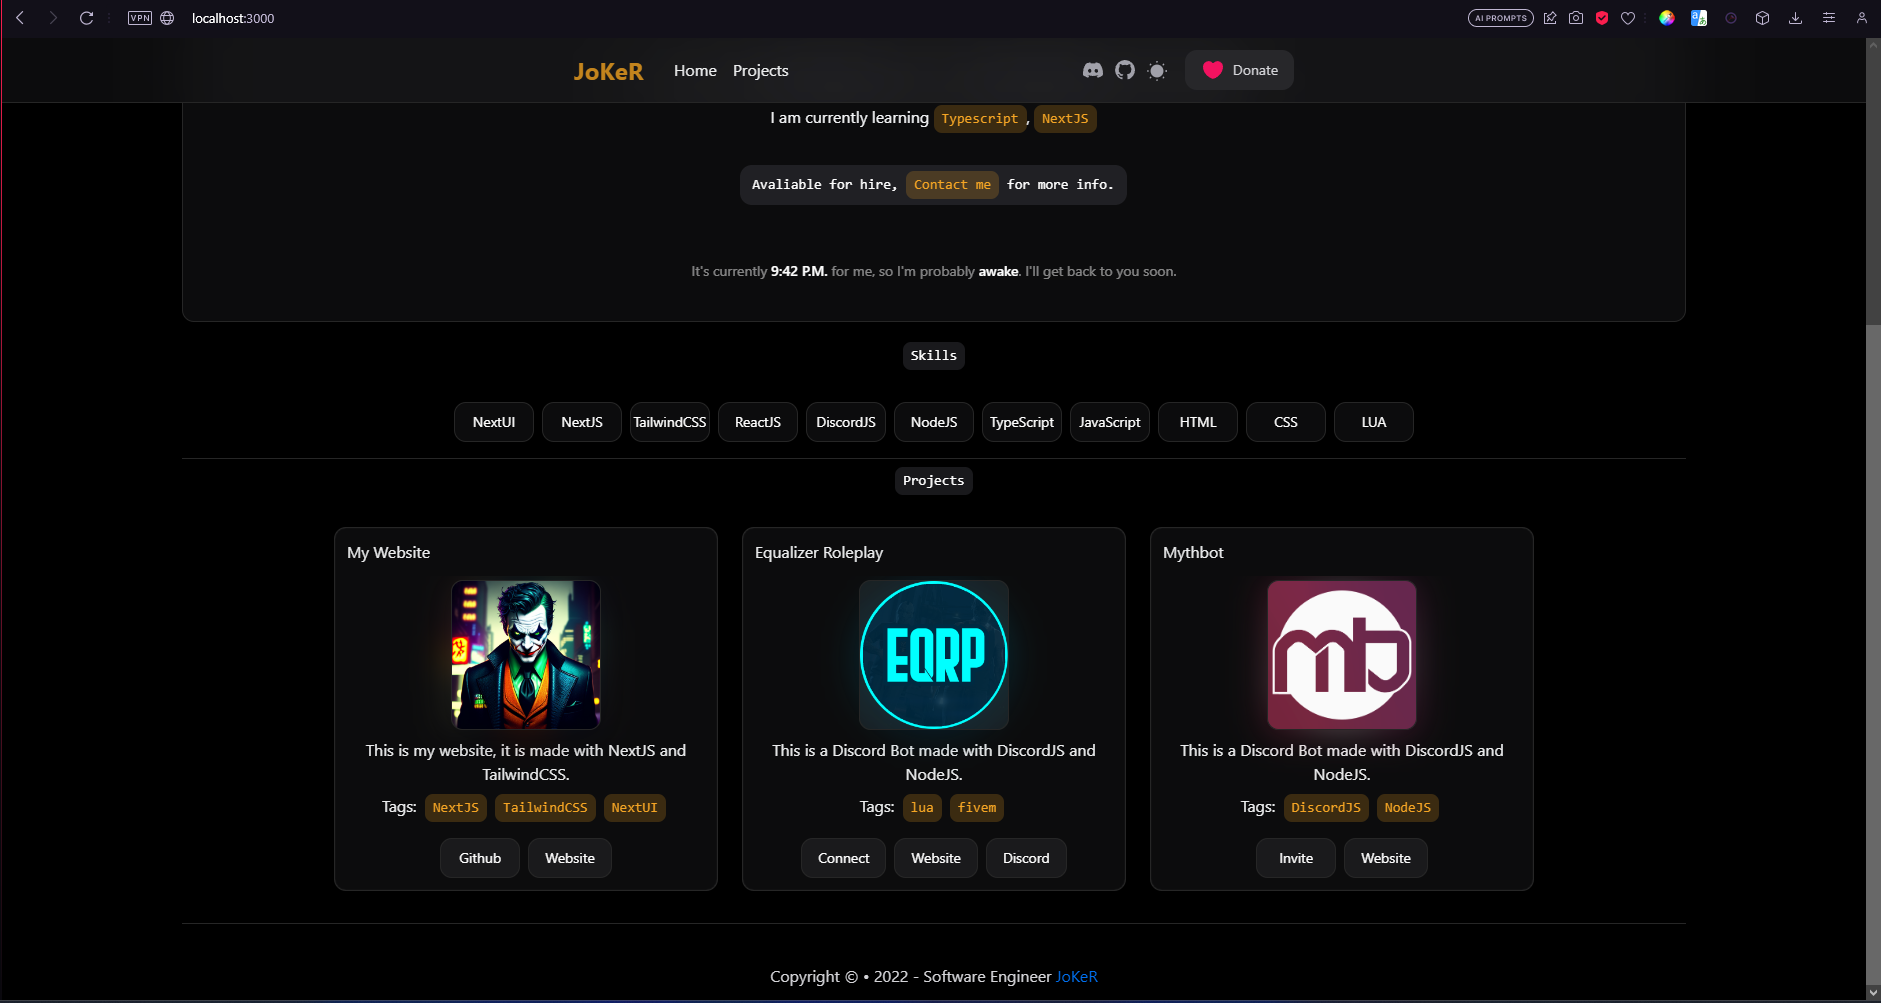 VPN localhost:3000 AI PROMPTS
JoKeR Home Projects Donate
I am currently learning Typescript , NextJS
Avaliable for hire, Contact me for more info.
It's currently 9:42 P.M. for me, so I'm probably awake. I'll get back to you soon.
Skills
NextUI NextJS TailwindCSS ReactJS DiscordJS NodeJS TypeScript JavaScript HTML CSS LUA
Projects
My Website
This is my website, it is made with NextJS and
TailwindCSS.
Tags: NextJS TailwindCSS NextUI
Github Website
Equalizer Roleplay
EQRP
This is a Discord Bot made with DiscordJS and
NodeJS.
Tags: lua fivem
Connect Website Discord
Mythbot
mb
This is a Discord Bot made with DiscordJS and
NodeJS.
Tags: DiscordJS NodeJS
Invite Website
Copyright © • 2022 - Software Engineer JoKeR